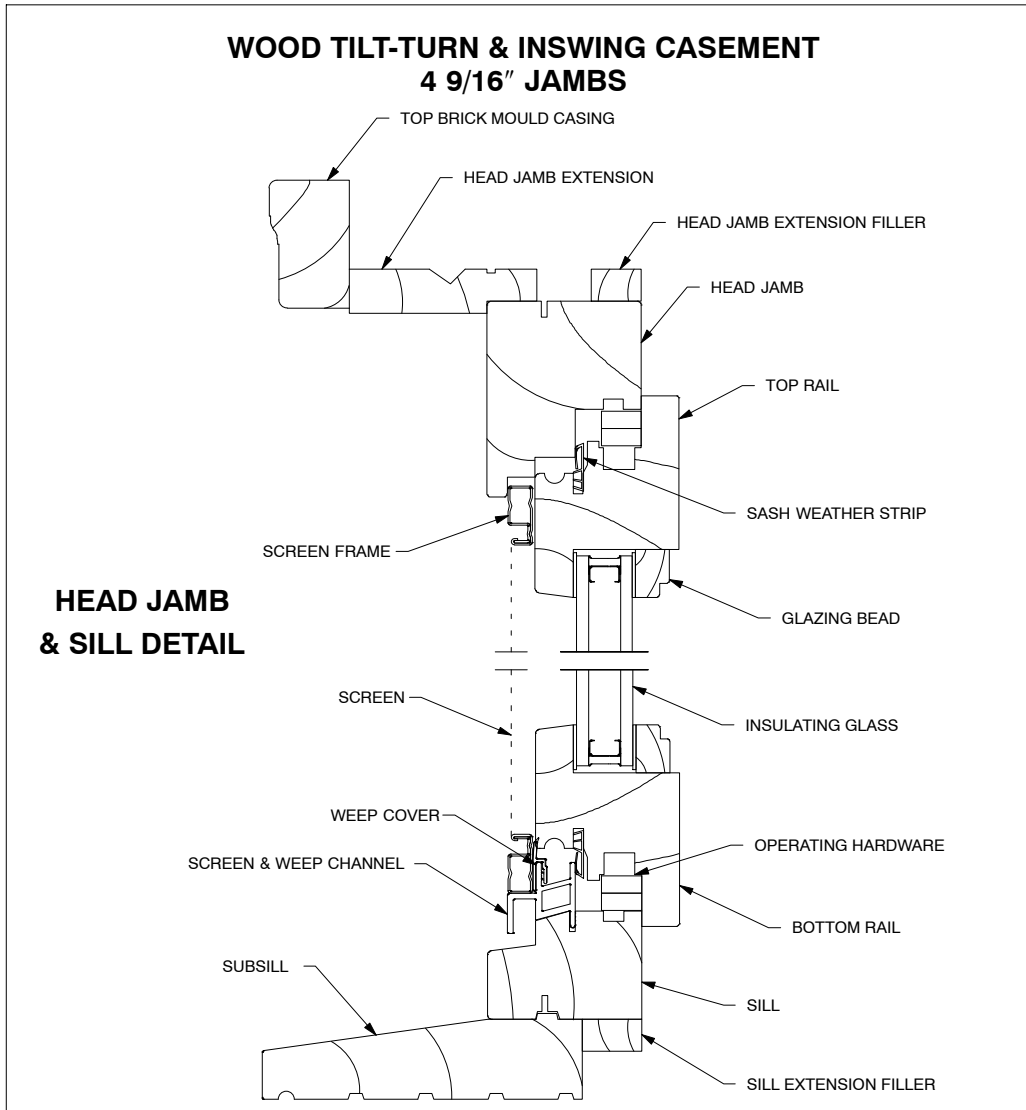 WOOD TILT-TURN & INSWING CASEMENT
4 9/16″ JAMBS
TOP BRICK MOULD CASING
HEAD JAMB EXTENSION
HEAD JAMB EXTENSION FILLER
HEAD JAMB
TOP RAIL
SASH WEATHER STRIP
SCREEN FRAME
HEAD JAMB
& SILL DETAIL
GLAZING BEAD
SCREEN
INSULATING GLASS
WEEP COVER
OPERATING HARDWARE
SCREEN & WEEP CHANNEL
BOTTOM RAIL
SUBSILL
SILL
SILL EXTENSION FILLER